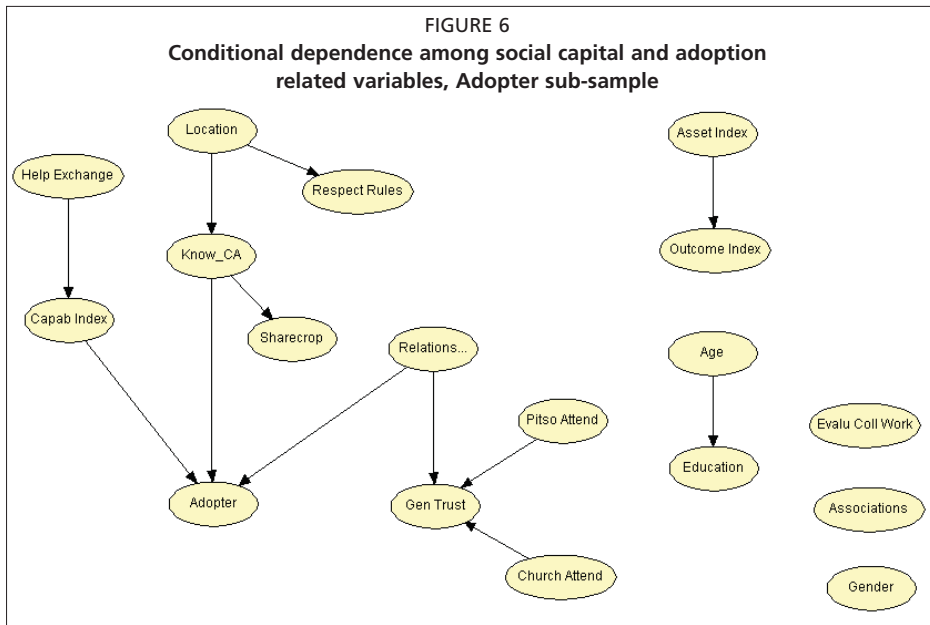 FIGURE 6
Conditional dependence among social capital and adoption
related variables, Adopter sub-sample
Location
Asset Index
Help Exchange
Respect Rules
Know_CA
Outcome Index
Capab Index
Sharecrop
Relations...
Age
Pitso Attend
Evalu Coll Work
Education
Adopter
Gen Trust
Associations
Church Attend
Gender